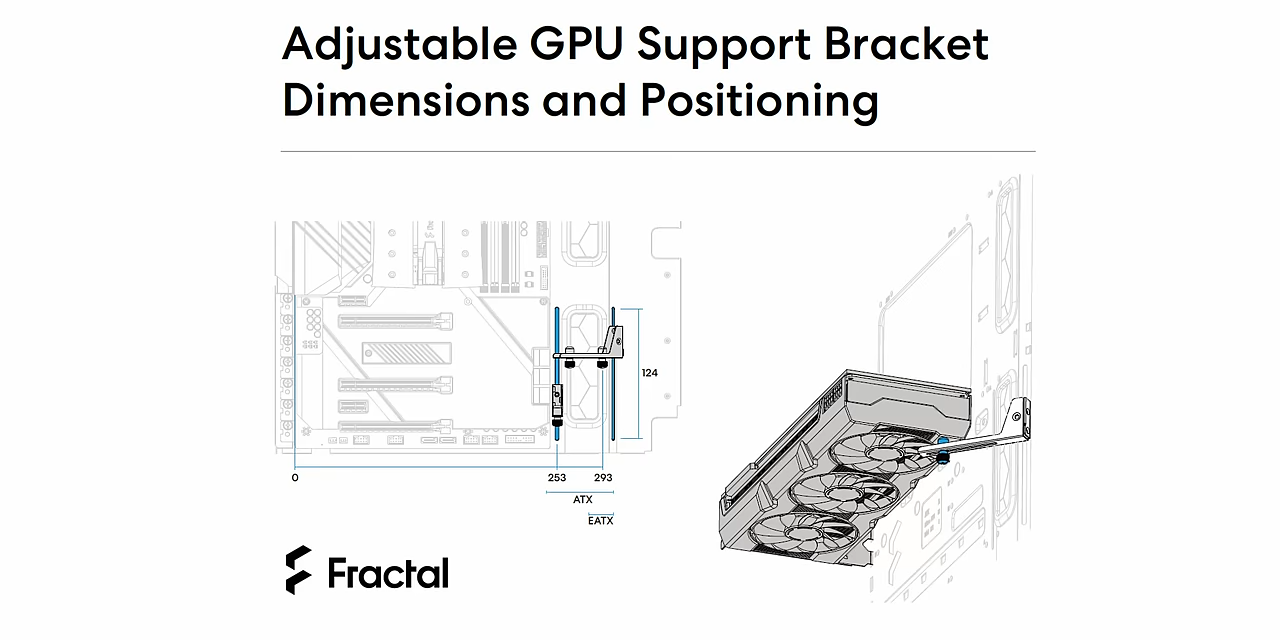 Adjustable GPU Support Bracket
Dimensions and Positioning
124
0
253
293
ATX
EATX
Fractal